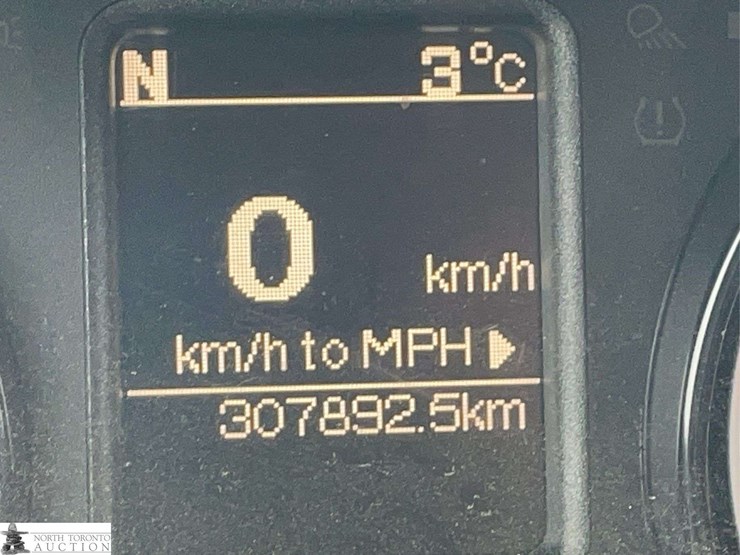 N 3°C
0 km/h
km/h to MPH ▶
307892.5km
NORTH TORONTO
AUCTION